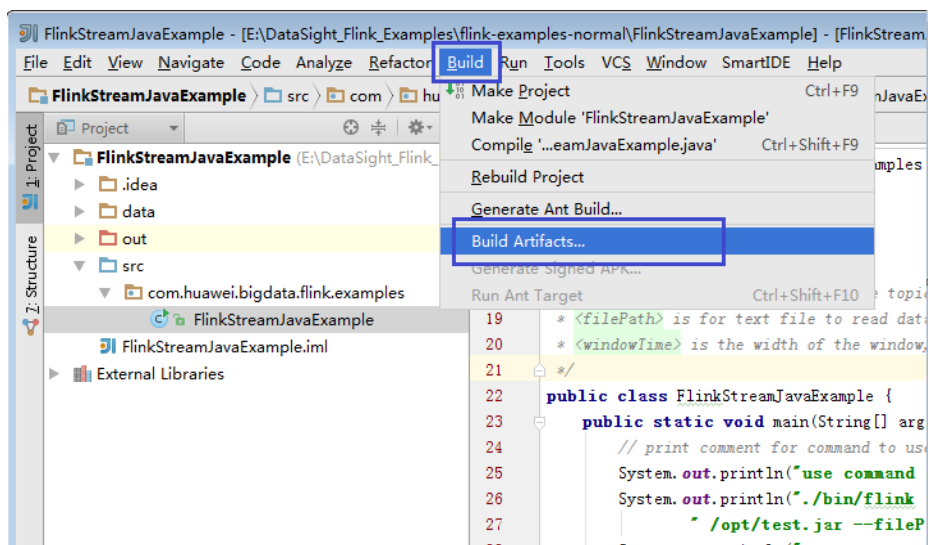 FlinkStreamJavaExample - [E:\DataSight_Flink_Examples\flink-examples-normal\FlinkStreamJavaExample] - [FlinkStream
File Edit View Navigate Code Analyze Refactor Build Run Tools VCS Window SmartIDE Help
FlinkStreamJavaExample src com hu
Make Project Ctrl+F9
Make Module 'FlinkStreamJavaExample'
Compile '...eamJavaExample.java' Ctrl+Shift+F9
Rebuild Project
Generate Ant Build...
Build Artifacts...
Generate Signed APK...
Run Ant Target Ctrl+Shift+F10
1: Project
7: Structure
Project
FlinkStreamJavaExample (E:\DataSight_Flink_
.idea
data
out
src
com.huawei.bigdata.flink.examples
FlinkStreamJavaExample
FlinkStreamJavaExample.iml
External Libraries
19 * <filePath> is for text file to read dat
20 * <windowTime> is the width of the window,
21 */
22 public class FlinkStreamJavaExample {
23 public static void main(String[] arg
24 // print comment for command to us
25 System.out.println("use command
26 System.out.println("./bin/flink
27 " /opt/test.jar --fileP